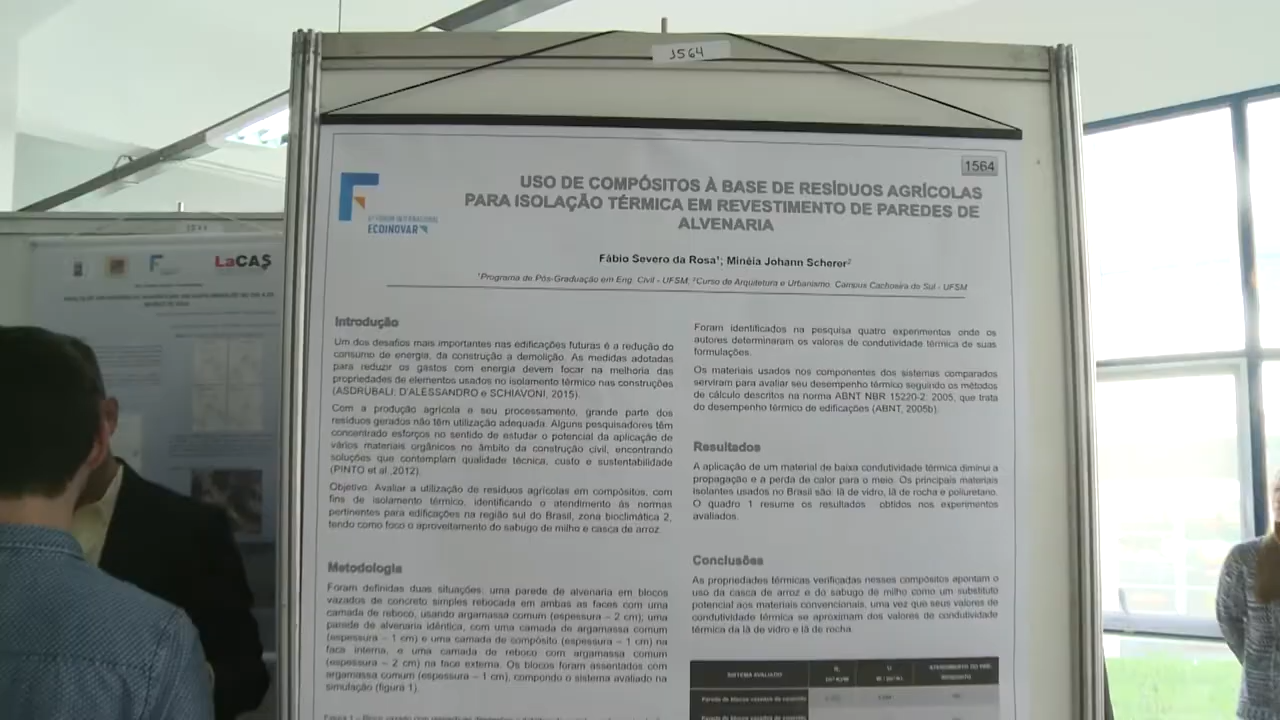 1564
1564
USO DE COMPÓSITOS À BASE DE RESÍDUOS AGRÍCOLAS
PARA ISOLAÇÃO TÉRMICA EM REVESTIMENTO DE PAREDES DE
ALVENARIA
6º FÓRUM INTERNACIONAL
ECOINOVAR
Fábio Severo da Rosa¹; Minéia Johann Scherer²
¹Programa de Pós-Graduação em Eng. Civil - UFSM; ²Curso de Arquitetura e Urbanismo Campus Cachoeira do Sul - UFSM
LaCAS
Introdução
Um dos desafios mais importantes nas edificações futuras é a redução do
consumo de energia, da construção a demolição. As medidas adotadas
para reduzir os gastos com energia devem focar na melhoria das
propriedades de elementos usados no isolamento térmico nas construções
(ASDRUBALI; D'ALESSANDRO e SCHIAVONI, 2015).
Com a produção agrícola e seu processamento, grande parte dos
resíduos gerados não têm utilização adequada. Alguns pesquisadores têm
concentrado esforços no sentido de estudar o potencial da aplicação de
vários materiais orgânicos no âmbito da construção civil, encontrando
soluções que contemplam qualidade técnica, custo e sustentabilidade
(PINTO et al.,2012).
Objetivo: Avaliar a utilização de resíduos agrícolas em compósitos, com
fins de isolamento térmico, identificando o atendimento às normas
pertinentes para edificações na região sul do Brasil, zona bioclimática 2,
tendo como foco o aproveitamento do sabugo de milho e casca de arroz.
Metodologia
Foram definidas duas situações, uma parede de alvenaria em blocos
vazados de concreto simples rebocada em ambas as faces com uma
camada de reboco, usando argamassa comum (espessura – 2 cm); uma
parede de alvenaria idêntica, com uma camada de argamassa comum
(espessura – 1 cm) e uma camada de compósito (espessura – 1 cm) na
face interna, e uma camada de reboco com argamassa comum
(espessura – 2 cm) na face externa. Os blocos foram assentados com
argamassa comum (espessura – 1 cm), compondo o sistema avaliado na
simulação (figura 1).
Foram identificados na pesquisa quatro experimentos onde os
autores determinaram os valores de condutividade térmica de suas
formulações.
Os materiais usados nos componentes dos sistemas comparados
serviram para avaliar seu desempenho térmico seguindo os métodos
de cálculo descritos na norma ABNT NBR 15220-2: 2005, que trata
do desempenho térmico de edificações (ABNT, 2005b).
Resultados
A aplicação de um material de baixa condutividade térmica diminui a
propagação e a perda de calor para o meio. Os principais materiais
isolantes usados no Brasil são: lã de vidro, lã de rocha e poliuretano.
O quadro 1 resume os resultados obtidos nos experimentos
avaliados.
Conclusões
As propriedades térmicas verificadas nesses compósitos apontam o
uso da casca de arroz e do sabugo de milho como um substituto
potencial aos materiais convencionais, uma vez que seus valores de
condutividade térmica se aproximam dos valores de condutividade
térmica da lã de vidro e lã de rocha.
SISTEMA AVALIADO
Parede de blocos vazados de concreto